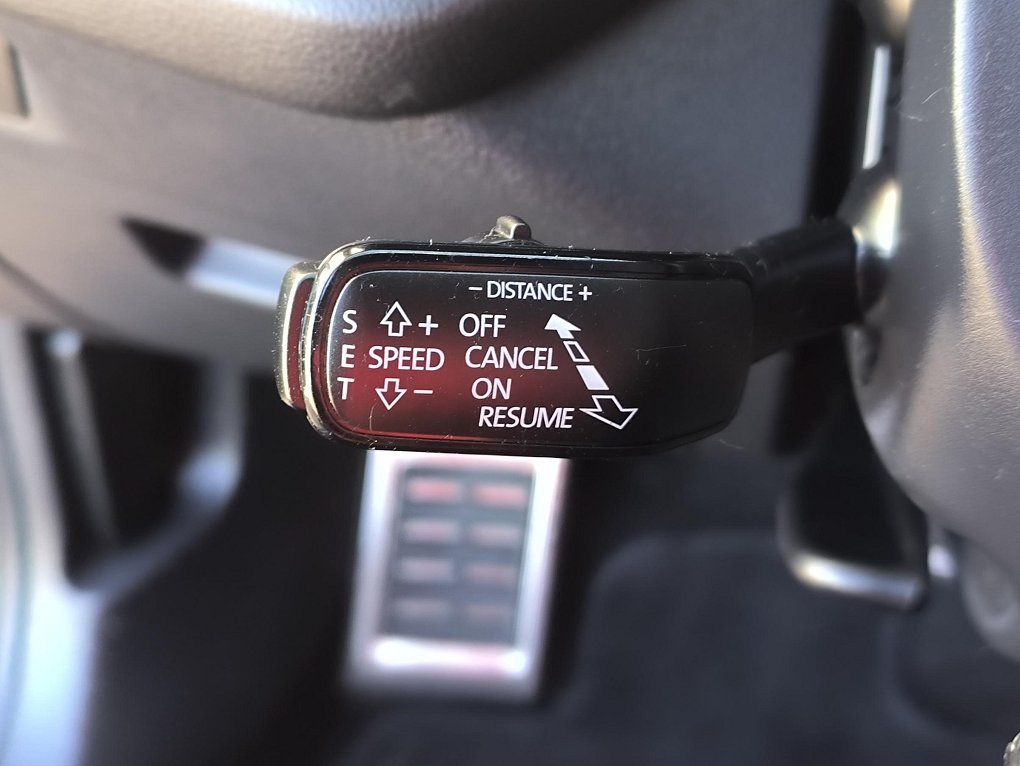 – DISTANCE +
S + OFF
E SPEED CANCEL
T – ON
RESUME